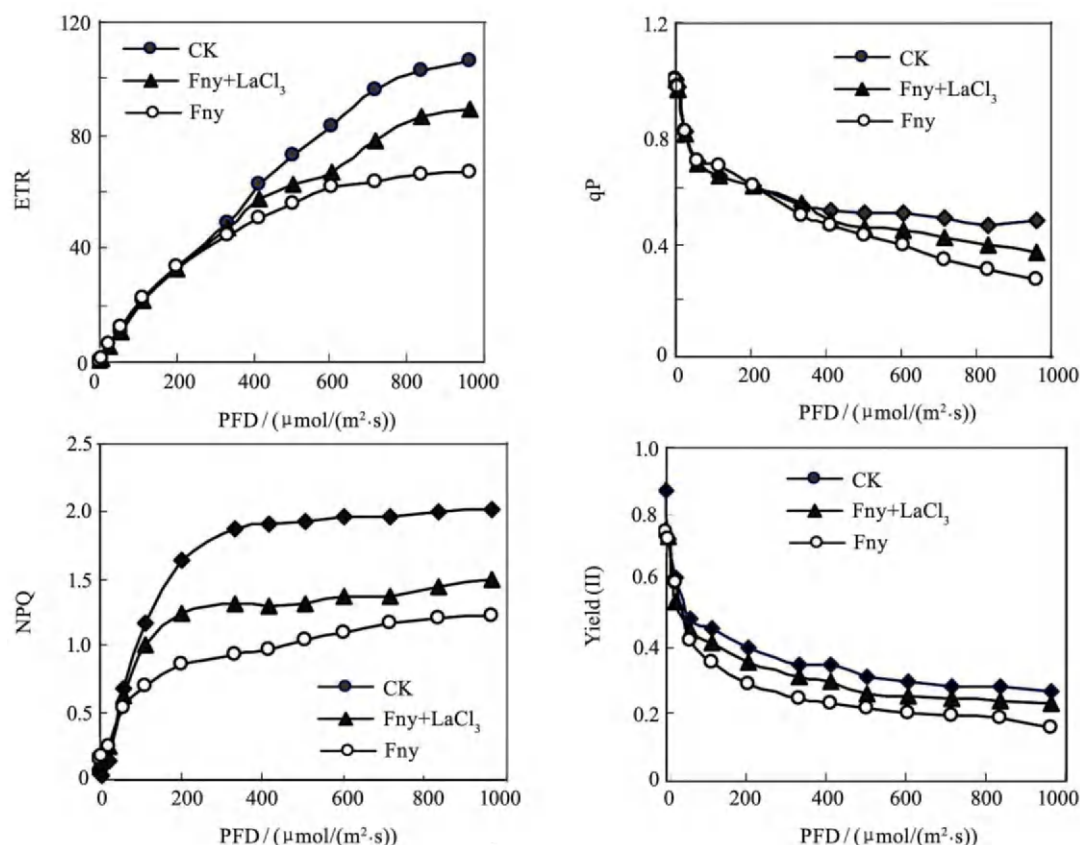 120
80
40
0
ETR
CK
Fny+LaCl₃
Fny
0 200 400 600 800 1000
PFD / (μmol/(m²·s))
1.2
0.8
0.4
0
qP
CK
Fny+LaCl₃
Fny
0 200 400 600 800 1000
PFD / (μmol/(m²·s))
2.5
2.0
1.5
1.0
0.5
0
NPQ
CK
Fny+LaCl₃
Fny
0 200 400 600 800 1000
PFD / (μmol/(m²·s))
1.0
0.8
0.6
0.4
0.2
0
Yield (II)
CK
Fny+LaCl₃
Fny
0 200 400 600 800 1000
PFD / (μmol/(m²·s))